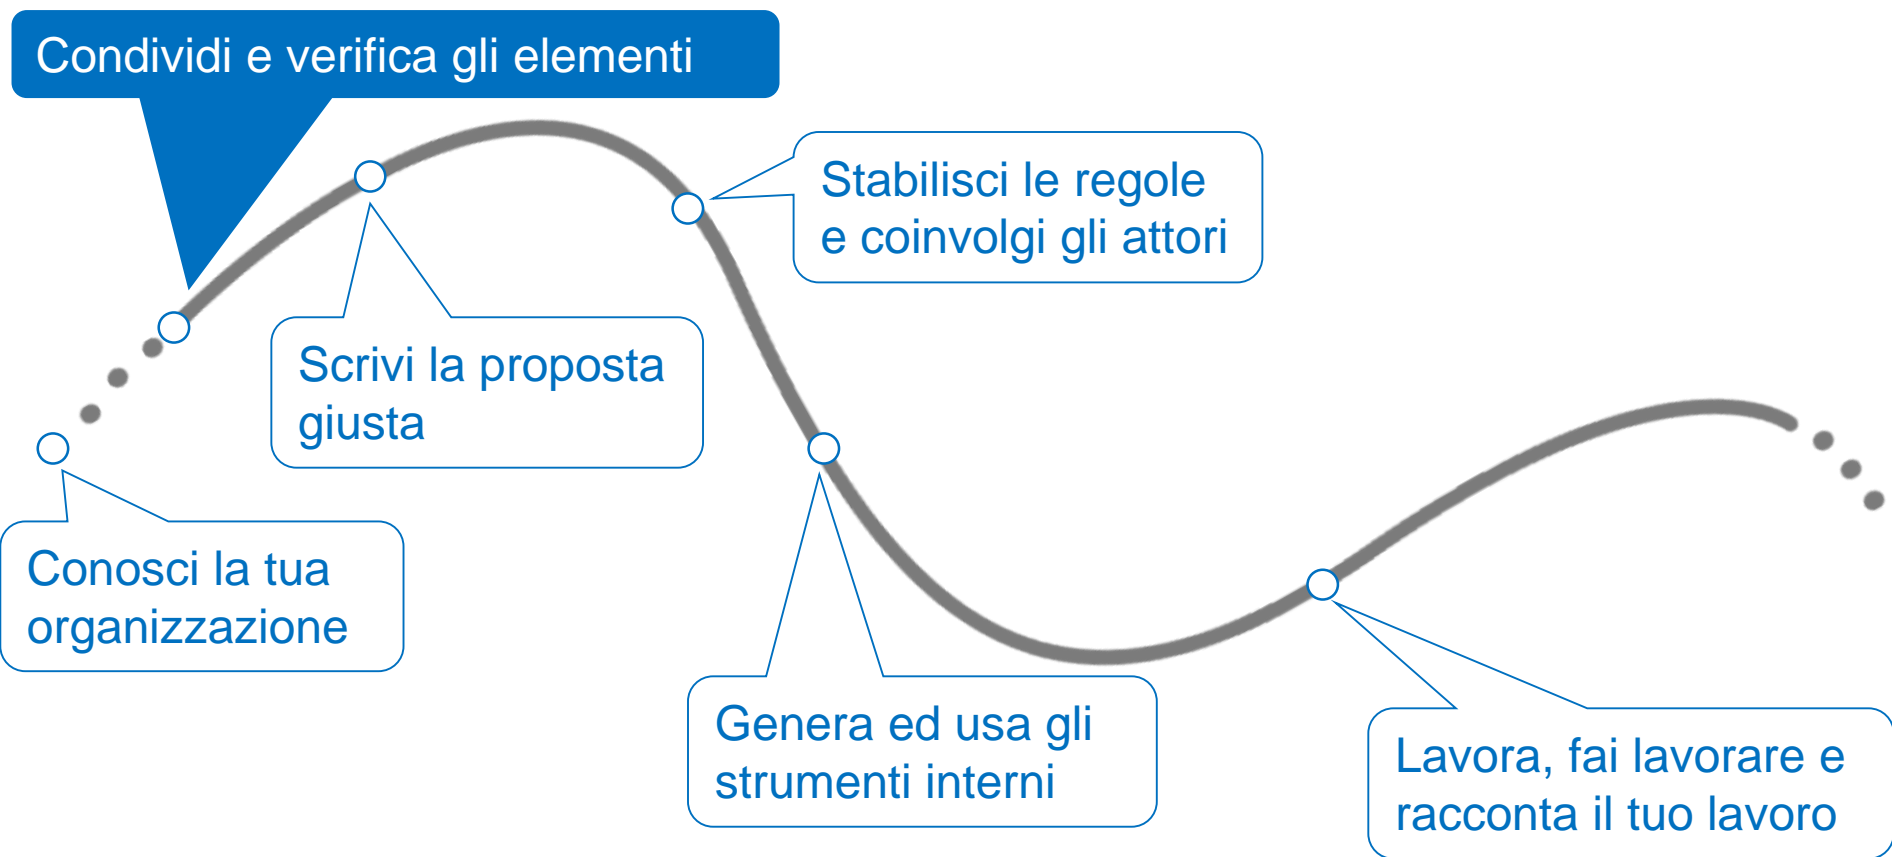 Condividi e verifica gli elementi
Stabilisci le regole
e coinvolgi gli attori
Scrivi la proposta
giusta
Conosci la tua
organizzazione
Genera ed usa gli
strumenti interni
Lavora, fai lavorare e
racconta il tuo lavoro